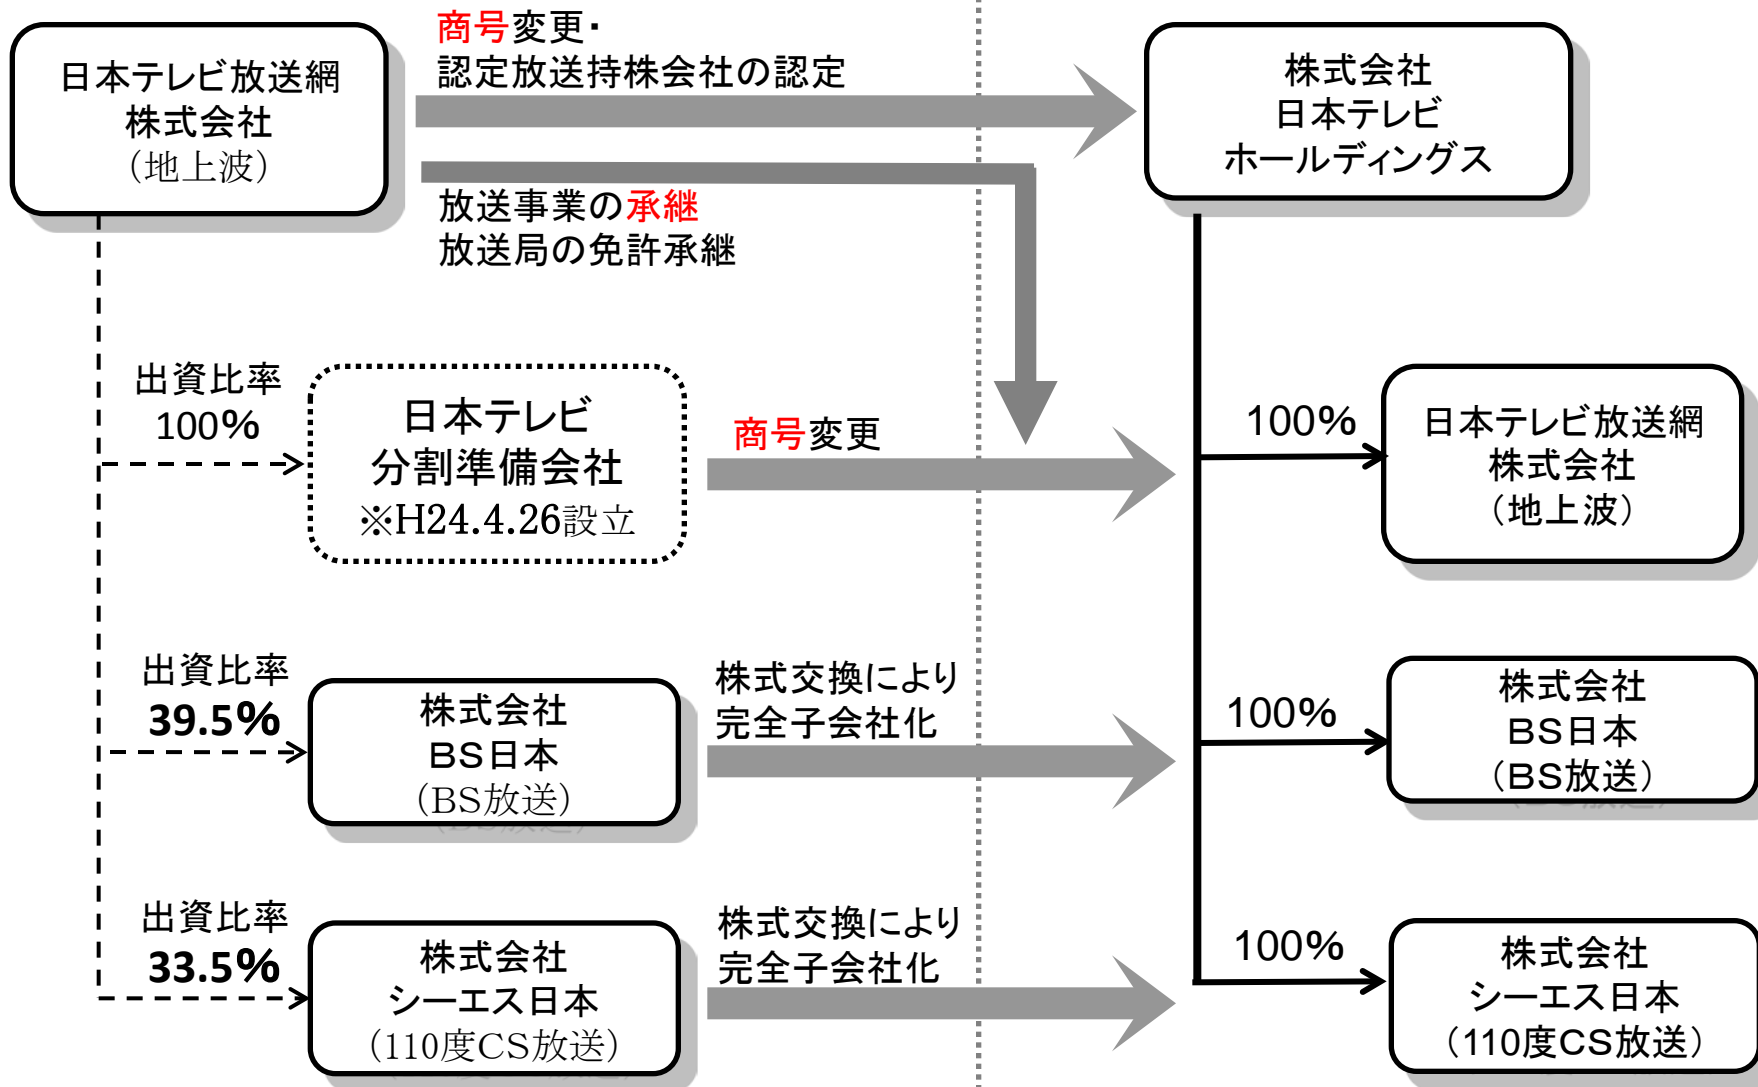 商号変更・
認定放送持株会社の認定
日本テレビ放送網
株式会社
（地上波）
株式会社
日本テレビ
ホールディングス
放送事業の承継
放送局の免許承継
出資比率
100%
日本テレビ
分割準備会社
※H24.4.26設立
商号変更
100%
日本テレビ放送網
株式会社
（地上波）
出資比率
39.5%
株式会社
BS日本
（BS放送）
株式交換により
完全子会社化
100%
株式会社
BS日本
（BS放送）
出資比率
33.5%
株式会社
シーエス日本
（110度CS放送）
株式交換により
完全子会社化
100%
株式会社
シーエス日本
（110度CS放送）